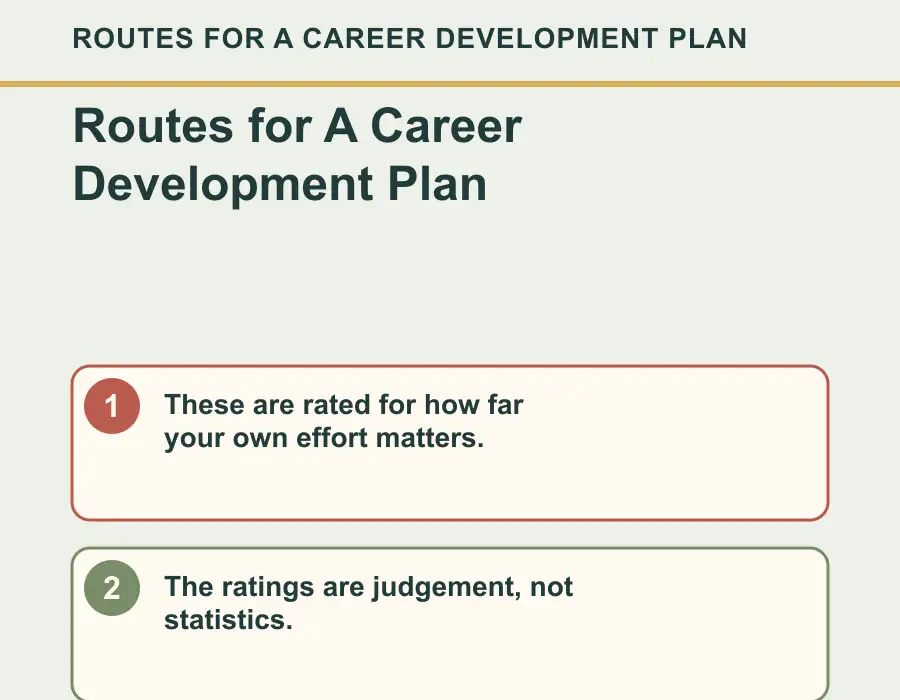 ROUTES FOR A CAREER DEVELOPMENT PLAN
Routes for A Career
Development Plan
1
These are rated for how far
your own effort matters.
2
The ratings are judgement, not
statistics.